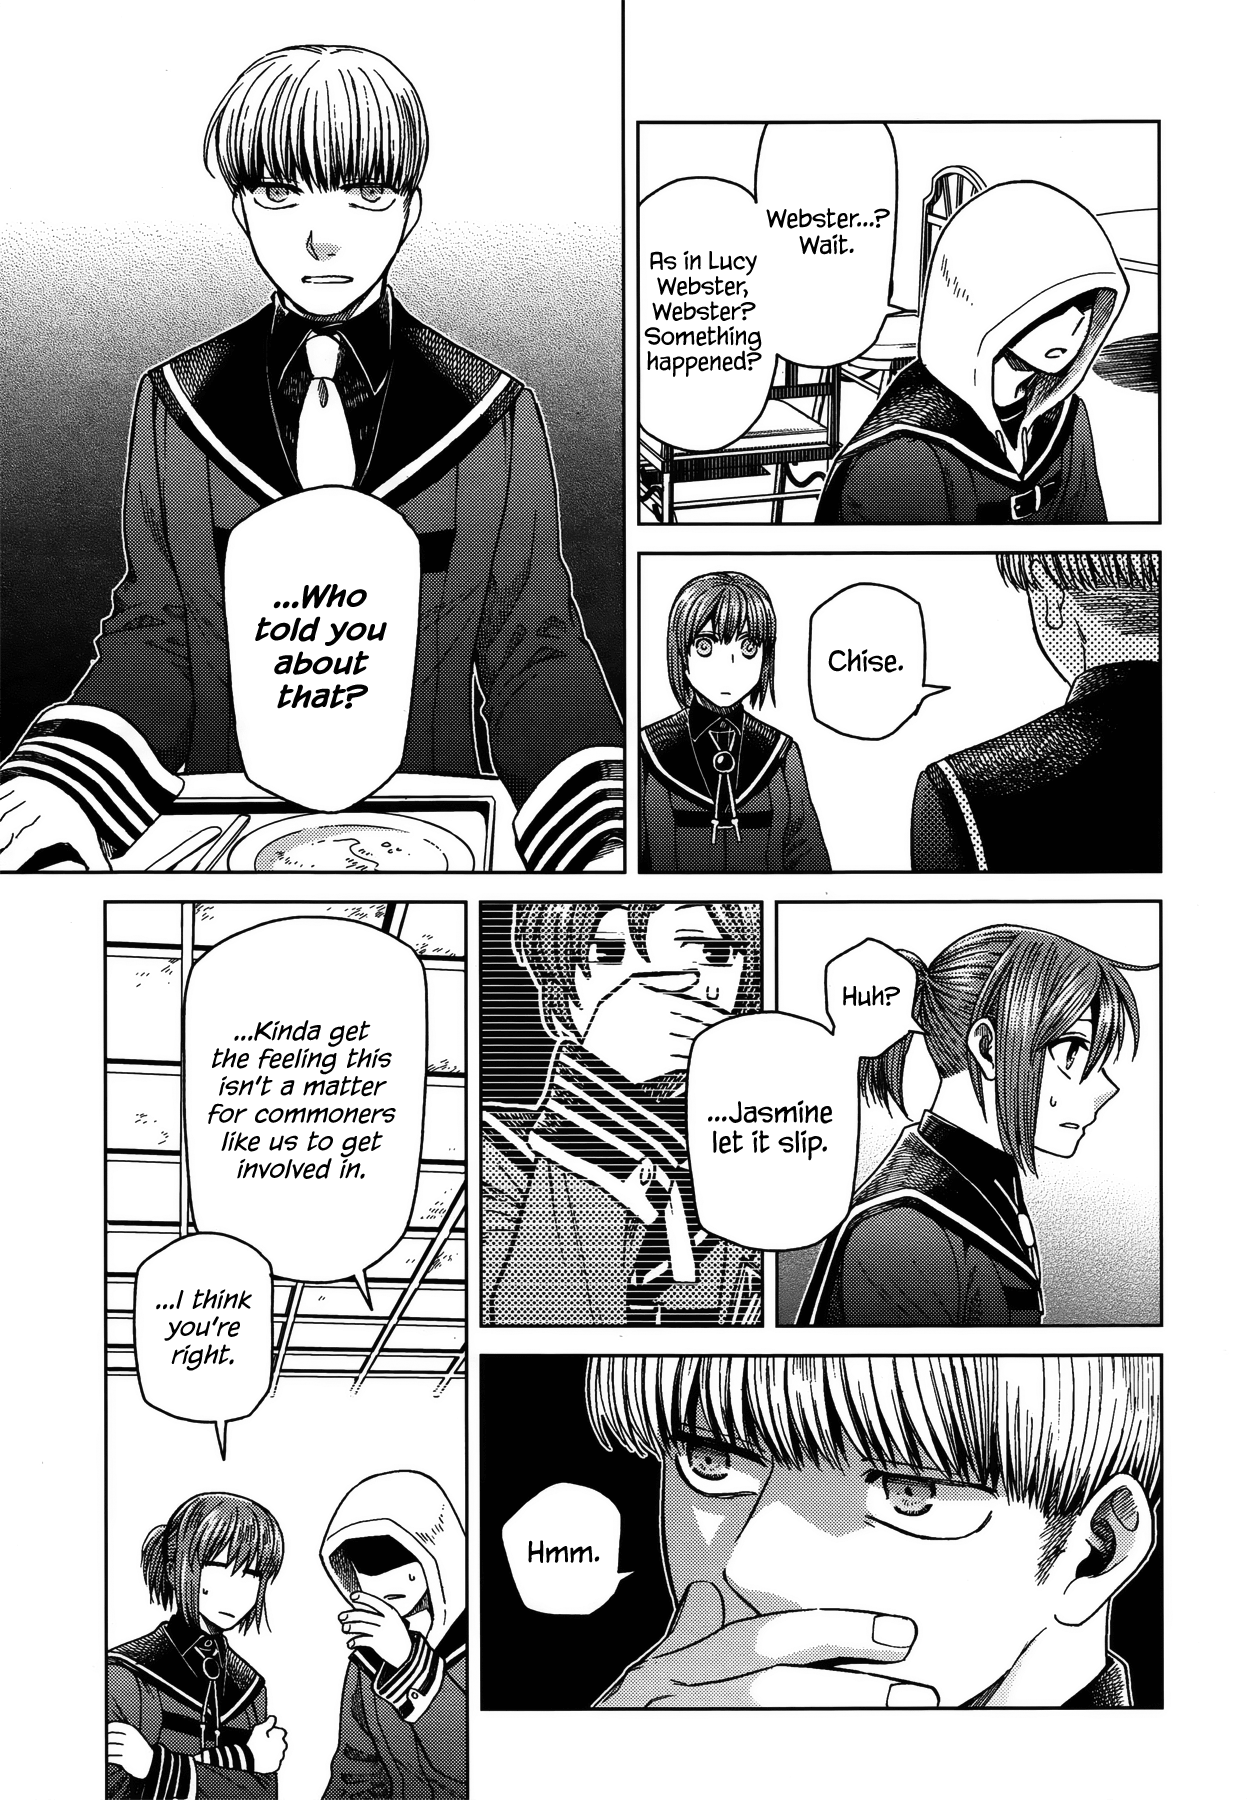 Webster...?
Wait.
As in Lucy
Webster,
Webster?
Something
happened?
Chise.
...Who
told you
about
that?
Huh?
...Jasmine
let it slip.
Hmm.
...Kinda get
the feeling this
isn't a matter
for commoners
like us to get
involved in.
...I think
you're
right.